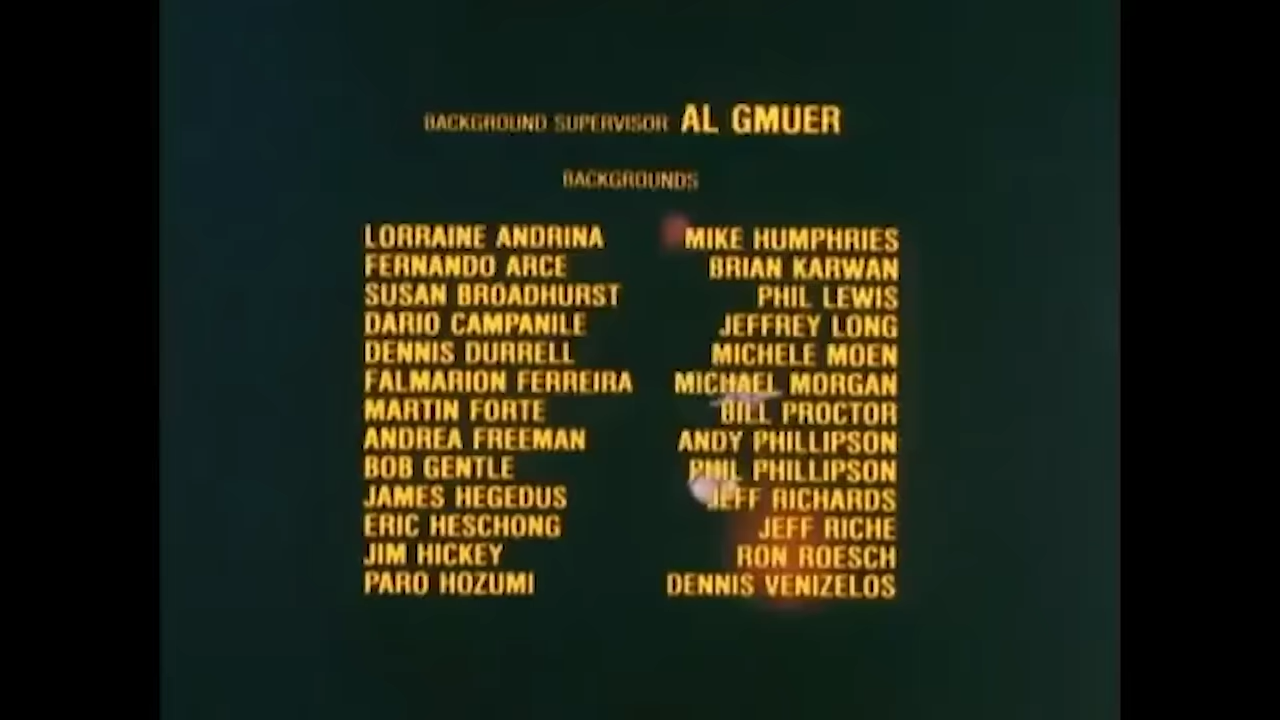 BACKGROUND SUPERVISOR AL GMUER
BACKGROUNDS
LORRAINE ANDRINA
FERNANDO ARCE
SUSAN BROADHURST
DARIO CAMPANILE
DENNIS DURRELL
FALMARION FERREIRA
MARTIN FORTE
ANDREA FREEMAN
BOB GENTLE
JAMES HEGEDUS
ERIC HESCHONG
JIM HICKEY
PARO HOZUMI
MIKE HUMPHRIES
BRIAN KARWAN
PHIL LEWIS
JEFFREY LONG
MICHELE MOEN
MICHAEL MORGAN
BILL PROCTOR
ANDY PHILLIPSON
PHIL PHILLIPSON
JEFF RICHARDS
JEFF RICHE
RON ROESCH
DENNIS VENIZELOS